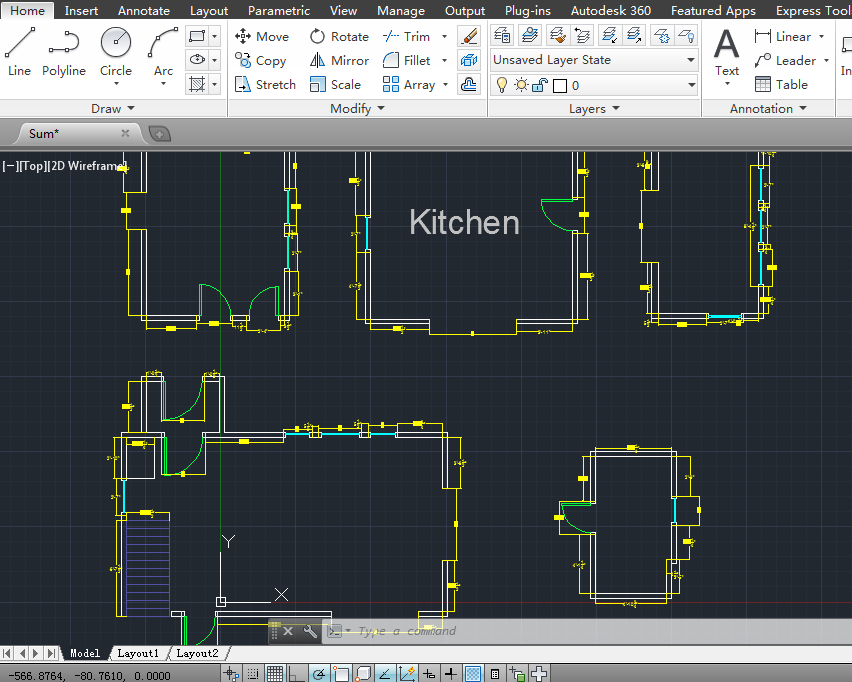 Home Insert Annotate Layout Parametric View Manage Output Plug-ins Autodesk 360 Featured Apps Express Tool
Move Rotate Trim
Copy Mirror Fillet
Stretch Scale Array
Line Polyline Circle Arc
Unsaved Layer State
0
Text
Linear
Leader
Table
In
Draw Modify Layers Annotation
Sum*
[−][Top][2D Wireframe]
Kitchen
Y
X
Type a command
Model Layout1 Layout2
-566.8764, -80.7610, 0.0000